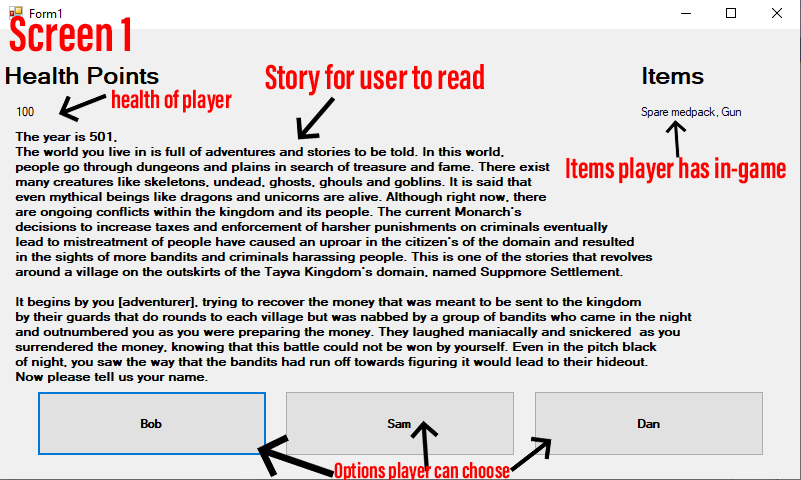 Form1
Screen 1
Health Points
Story for user to read
Items
100
health of player
Spare medpack, Gun
Items player has in-game
The year is 501,
The world you live in is full of adventures and stories to be told. In this world,
people go through dungeons and plains in search of treasure and fame. There exist
many creatures like skeletons, undead, ghosts, ghouls and goblins. It is said that
even mythical beings like dragons and unicorns are alive. Although right now, there
are ongoing conflicts within the kingdom and its people. The current Monarch's
decisions to increase taxes and enforcement of harsher punishments on criminals eventually
lead to mistreatment of people have caused an uproar in the citizen's of the domain and resulted
in the sights of more bandits and criminals harassing people. This is one of the stories that revolves
around a village on the outskirts of the Tayva Kingdom's domain, named Suppmore Settlement.
It begins by you [adventurer], trying to recover the money that was meant to be sent to the kingdom
by their guards that do rounds to each village but was nabbed by a group of bandits who came in the night
and outnumbered you as you were preparing the money. They laughed maniacally and snickered  as you
surrendered the money, knowing that this battle could not be won by yourself. Even in the pitch black
of night, you saw the way that the bandits had run off towards figuring it would lead to their hideout.
Now please tell us your name.
Bob
Sam
Dan
Options player can choose